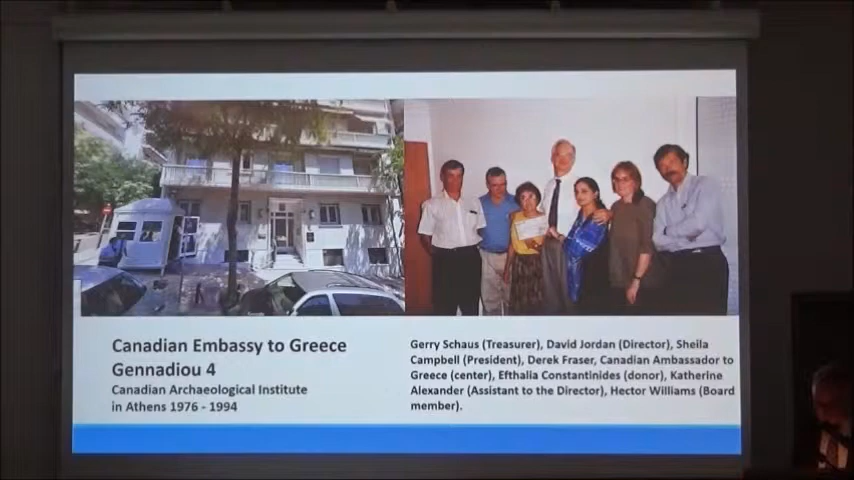 Canadian Embassy to Greece
Gennadiou 4
Canadian Archaeological Institute
in Athens 1976 - 1994
Gerry Schaus (Treasurer), David Jordan (Director), Sheila
Campbell (President), Derek Fraser, Canadian Ambassador to
Greece (center), Efthalia Constantinides (donor), Katherine
Alexander (Assistant to the Director), Hector Williams (Board
member).